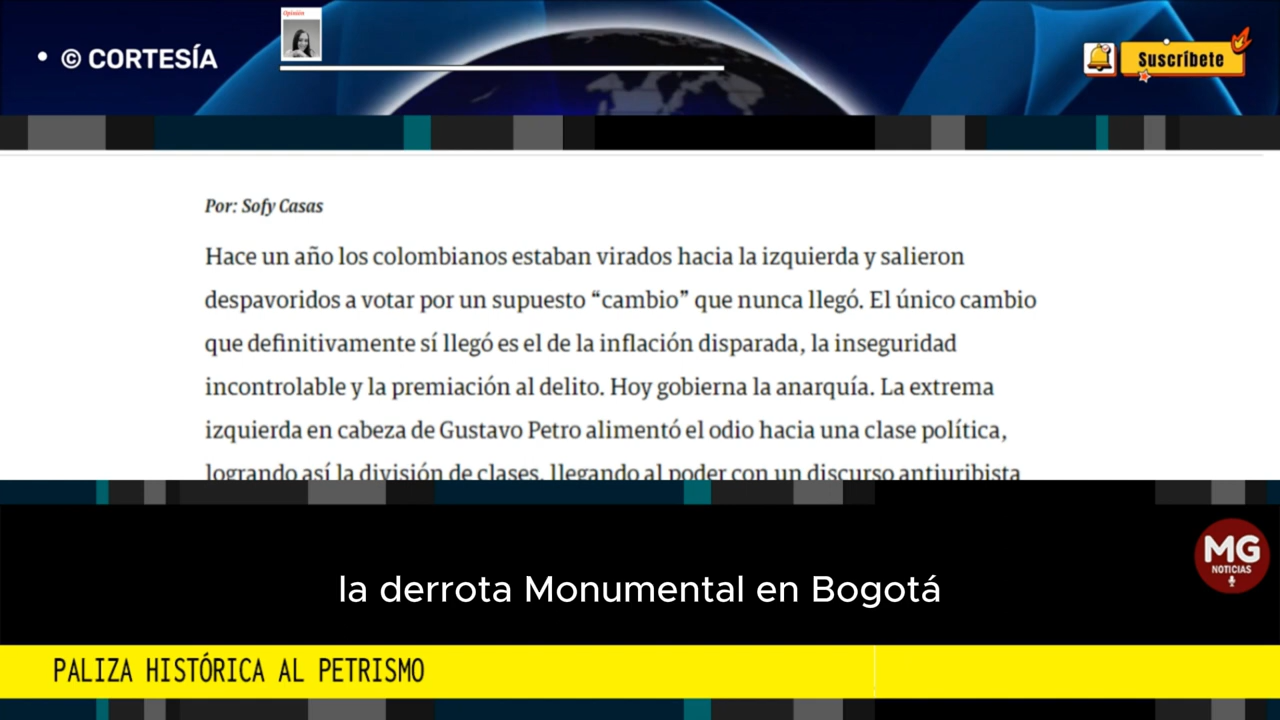 Opinión
• © CORTESÍA
Suscríbete
Por: Sofy Casas
Hace un año los colombianos estaban virados hacia la izquierda y salieron
despavoridos a votar por un supuesto “cambio” que nunca llegó. El único cambio
que definitivamente sí llegó es el de la inflación disparada, la inseguridad
incontrolable y la premiación al delito. Hoy gobierna la anarquía. La extrema
izquierda en cabeza de Gustavo Petro alimentó el odio hacia una clase política,
logrando así la división de clases, llegando al poder con un discurso antiuribista
MG
NOTICIAS
la derrota Monumental en Bogotá
PALIZA HISTÓRICA AL PETRISMO